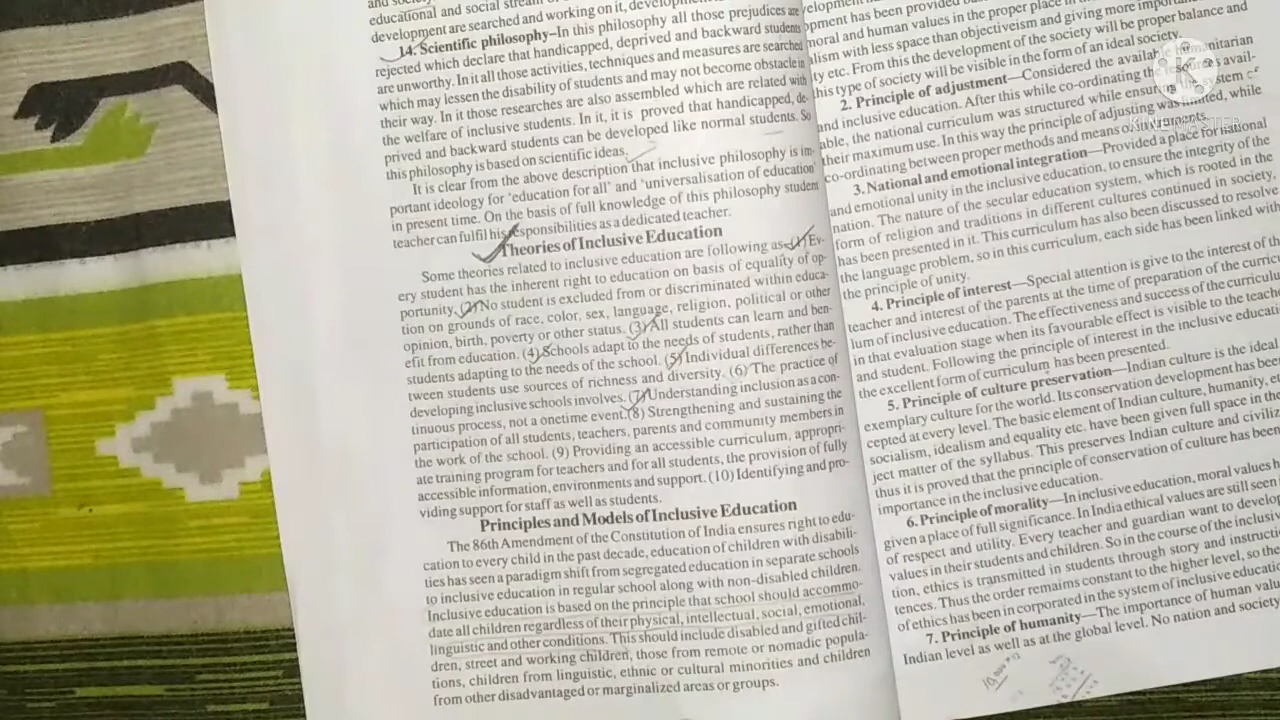 educational and social stream of
development are searched and working on it, develop
14. Scientific philosophy–In this philosophy all those prejudices are
rejected which declare that handicapped, deprived and backward students
are unworthy. In it all those activities, techniques and measures are searched
which may lessen the disability of students and may not become obstacle in
their way. In it those researches are also assembled which are related with
the welfare of inclusive students. In it, it is proved that handicapped, de-
prived and backward students can be developed like normal students. So
this philosophy is based on scientific ideas.
It is clear from the above description that inclusive philosophy is im-
portant ideology for 'education for all' and 'universalisation of education'
in present time. On the basis of full knowledge of this philosophy student
teacher can fulfil his responsibilities as a dedicated teacher.
Theories of Inclusive Education
Some theories related to inclusive education are following as–(1) Ev-
ery student has the inherent right to education on basis of equality of op-
portunity. (2) No student is excluded from or discriminated within educa-
tion on grounds of race, color, sex, language, religion, political or other
opinion, birth, poverty or other status. (3) All students can learn and ben-
efit from education. (4) Schools adapt to the needs of students, rather than
students adapting to the needs of the school. (5) Individual differences be-
tween students use sources of richness and diversity. (6) The practice of
developing inclusive schools involves. (7) Understanding inclusion as a con-
tinuous process, not a onetime event. (8) Strengthening and sustaining the
participation of all students, teachers, parents and community members in
the work of the school. (9) Providing an accessible curriculum, appropri-
ate training program for teachers and for all students, the provision of fully
accessible information, environments and support. (10) Identifying and pro-
viding support for staff as well as students.
Principles and Models of Inclusive Education
The 86th Amendment of the Constitution of India ensures right to edu-
cation to every child in the past decade, education of children with disabili-
ties has seen a paradigm shift from segregated education in separate schools
to inclusive education in regular school along with non-disabled children.
Inclusive education is based on the principle that school should accommo-
date all children regardless of their physical, intellectual, social, emotional,
linguistic and other conditions. This should include disabled and gifted chil-
dren, street and working children, those from remote or nomadic popula-
tions, children from linguistic, ethnic or cultural minorities and children
from other disadvantaged or marginalized areas or groups.
opment has been provided
moral and human values in the proper place in
alism with less space than objectiveism and giving more
ty etc. From this the development of the society will be proper balance and
this type of society will be visible in the form of an ideal society.
2. Principle of adjustment—Considered the available humanitarian
and inclusive education. After this while co-ordinating the resources avail-
able, the national curriculum was structured while ensuring system
their maximum use. In this way the principle of adjusting was limited, while
co-ordinating between proper methods and means of students.
3. National and emotional integration—Provided a place for national
and emotional unity in the inclusive education, to ensure the integrity of the
nation. The nature of the secular education system, which is rooted in the
form of religion and traditions in different cultures continued in society,
has been presented in it. This curriculum has also been discussed to resolve
the language problem, so in this curriculum, each side has been linked with
the principle of unity.
4. Principle of interest—Special attention is give to the interest of the
teacher and interest of the parents at the time of preparation of the curricu
lum of inclusive education. The effectiveness and success of the curriculum
in that evaluation stage when its favourable effect is visible to the teacher
and student. Following the principle of interest in the inclusive educati
the excellent form of curriculum has been presented.
5. Principle of culture preservation—Indian culture is the ideal
exemplary culture for the world. Its conservation development has been
cepted at every level. The basic element of Indian culture, humanity,
socialism, idealism and equality etc. have been given full space in the
ject matter of the syllabus. This preserves Indian culture and civiliz
thus it is proved that the principle of conservation of culture has been
importance in the inclusive education.
6. Principle of morality—In inclusive education, moral values h
given a place of full significance. In India ethical values are still seen
of respect and utility. Every teacher and guardian want to develop
values in their students and children. So in the course of the inclusiv
tion, ethics is transmitted in students through story and instructi
tences. Thus the order remains constant to the higher level, so the
of ethics has been in corporated in the system of inclusive educatio
7. Principle of humanity—The importance of human value
Indian level as well as at the global level. No nation and society
KINEMASTER